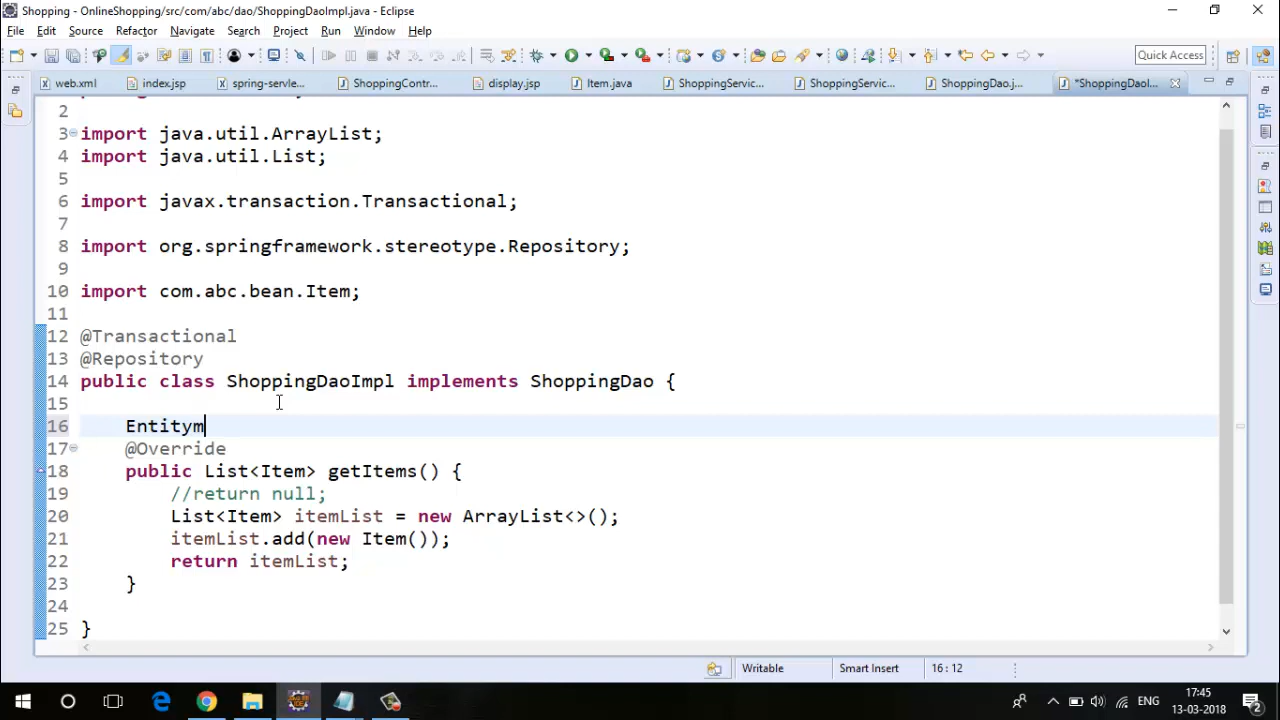 Shopping - OnlineShopping/src/com/abc/dao/ShoppingDaoImpl.java - Eclipse
File Edit Source Refactor Navigate Search Project Run Window Help
Quick Access
web.xml index.jsp spring-servle... ShoppingContr... display.jsp Item.java ShoppingServic... ShoppingServic... ShoppingDao.j... *ShoppingDaoI...
2
3 import java.util.ArrayList;
4 import java.util.List;
5
6 import javax.transaction.Transactional;
7
8 import org.springframework.stereotype.Repository;
9
10 import com.abc.bean.Item;
11
12 @Transactional
13 @Repository
14 public class ShoppingDaoImpl implements ShoppingDao {
15
16 Entitym
17 @Override
18 public List<Item> getItems() {
19 //return null;
20 List<Item> itemList = new ArrayList<>();
21 itemList.add(new Item());
22 return itemList;
23 }
24
25 }
Writable Smart Insert 16 : 12
ENG 17:45
13-03-2018 2